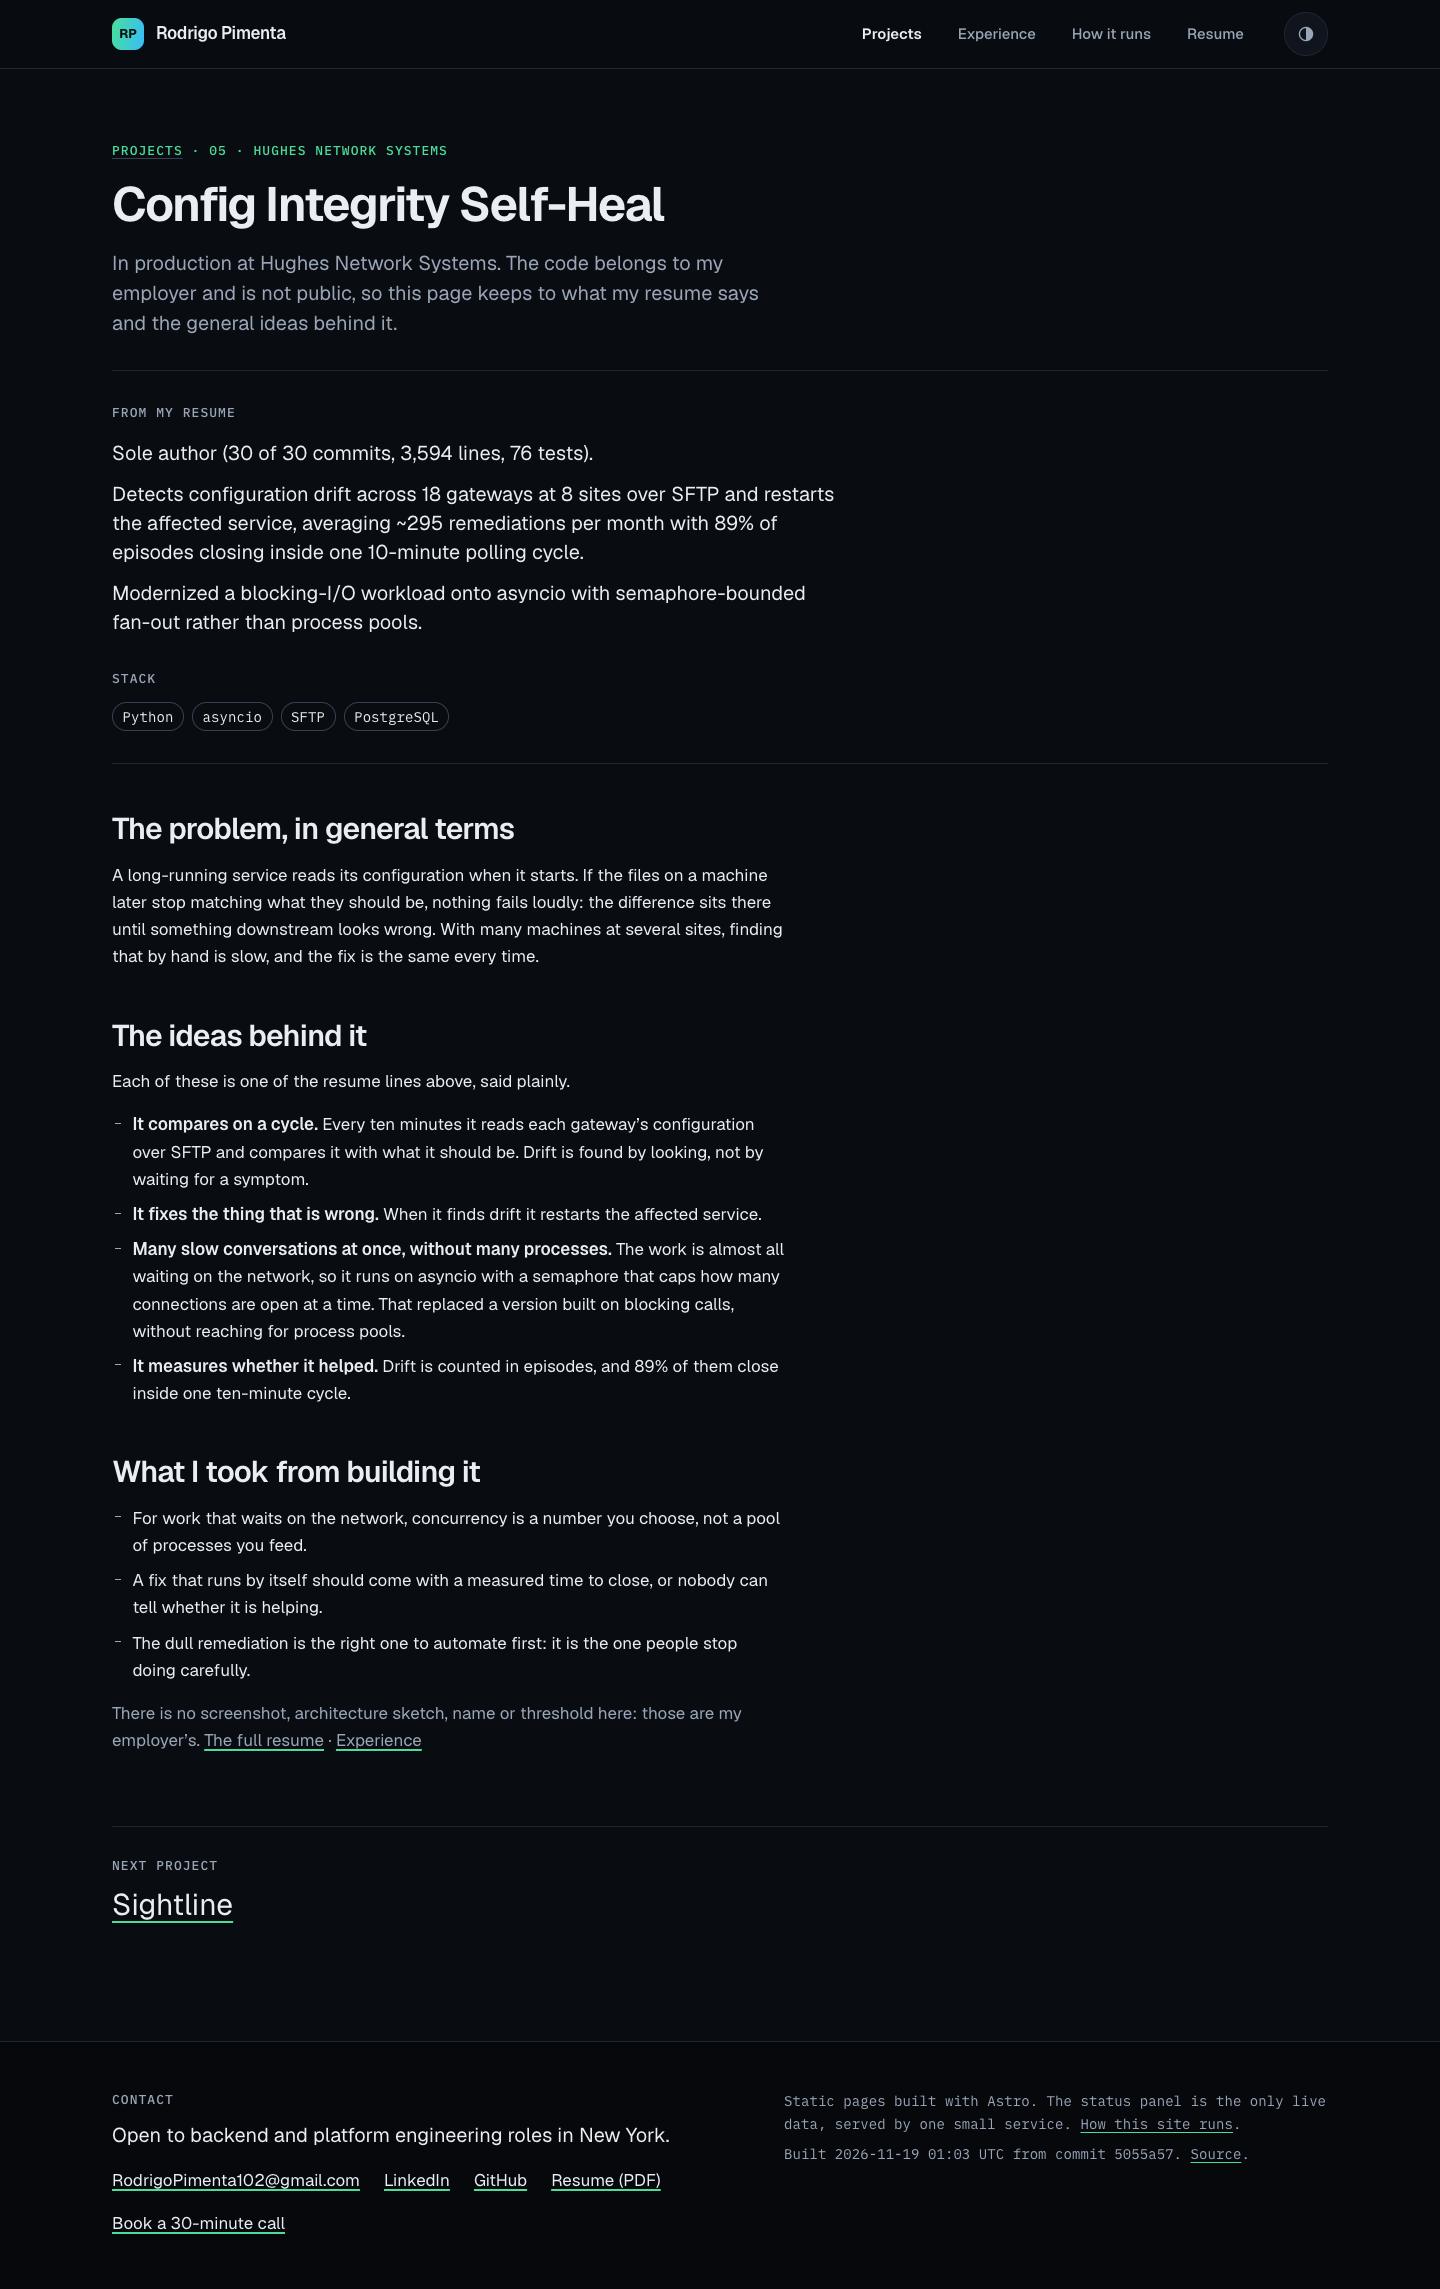 RP Rodrigo Pimenta Projects Experience How it runs Resume
PROJECTS · 05 · HUGHES NETWORK SYSTEMS
Config Integrity Self-Heal
In production at Hughes Network Systems. The code belongs to my
employer and is not public, so this page keeps to what my resume says
and the general ideas behind it.
FROM MY RESUME
Sole author (30 of 30 commits, 3,594 lines, 76 tests).
Detects configuration drift across 18 gateways at 8 sites over SFTP and restarts
the affected service, averaging ~295 remediations per month with 89% of
episodes closing inside one 10-minute polling cycle.
Modernized a blocking-I/O workload onto asyncio with semaphore-bounded
fan-out rather than process pools.
STACK
Python asyncio SFTP PostgreSQL
The problem, in general terms
A long-running service reads its configuration when it starts. If the files on a machine
later stop matching what they should be, nothing fails loudly: the difference sits there
until something downstream looks wrong. With many machines at several sites, finding
that by hand is slow, and the fix is the same every time.
The ideas behind it
Each of these is one of the resume lines above, said plainly.
– It compares on a cycle. Every ten minutes it reads each gateway’s configuration
over SFTP and compares it with what it should be. Drift is found by looking, not by
waiting for a symptom.
– It fixes the thing that is wrong. When it finds drift it restarts the affected service.
– Many slow conversations at once, without many processes. The work is almost all
waiting on the network, so it runs on asyncio with a semaphore that caps how many
connections are open at a time. That replaced a version built on blocking calls,
without reaching for process pools.
– It measures whether it helped. Drift is counted in episodes, and 89% of them close
inside one ten-minute cycle.
What I took from building it
– For work that waits on the network, concurrency is a number you choose, not a pool
of processes you feed.
– A fix that runs by itself should come with a measured time to close, or nobody can
tell whether it is helping.
– The dull remediation is the right one to automate first: it is the one people stop
doing carefully.
There is no screenshot, architecture sketch, name or threshold here: those are my
employer’s. The full resume · Experience
NEXT PROJECT
Sightline
CONTACT
Open to backend and platform engineering roles in New York.
RodrigoPimenta102@gmail.com LinkedIn GitHub Resume (PDF)
Book a 30-minute call
Static pages built with Astro. The status panel is the only live
data, served by one small service. How this site runs.
Built 2026-11-19 01:03 UTC from commit 5055a57. Source.